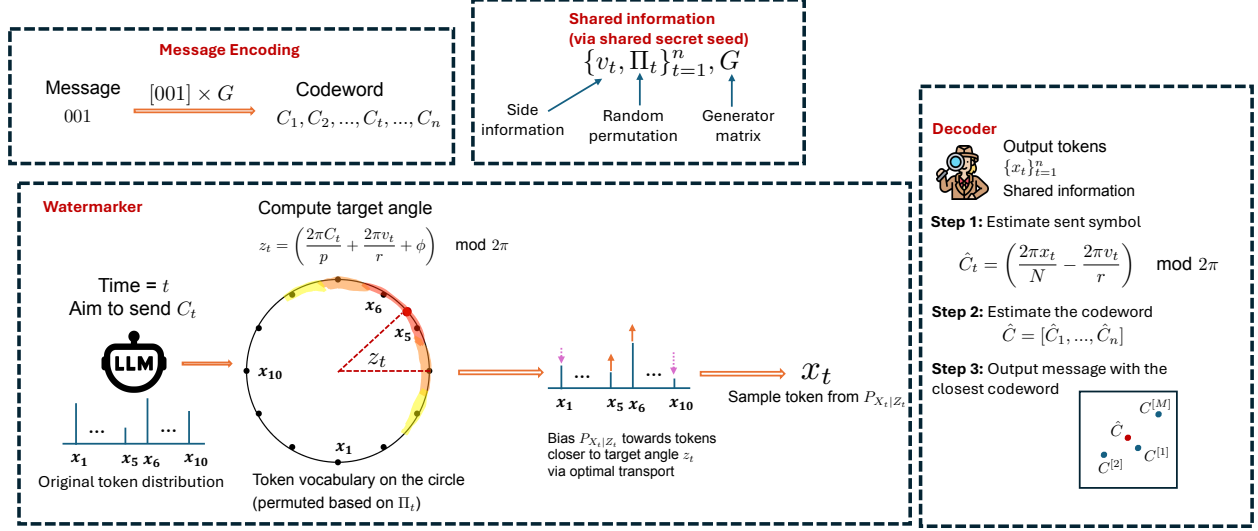 Message Encoding
Message
001
[001] × G
Codeword
C_1, C_2, ..., C_t, ..., C_n
Shared information
(via shared secret seed)
{v_t, Π_t}_{t=1}^n, G
Side
information
Random
permutation
Generator
matrix
Watermarker
Time = t
Aim to send C_t
LLM
... ...
x_1 x_5 x_6 x_10
Original token distribution
Compute target angle
z_t = (2πC_t/p + 2πv_t/r + φ) mod 2π
x_6
x_5
z_t
x_10
x_1
Token vocabulary on the circle
(permuted based on Π_t)
... ...
x_1 x_5 x_6 x_10
Bias P_{X_t|Z_t} towards tokens
closer to target angle z_t
via optimal transport
x_t
Sample token from P_{X_t|Z_t}
Decoder
Output tokens
{x_t}_{t=1}^n
Shared information
Step 1: Estimate sent symbol
Ĉ_t = (2πx_t/N − 2πv_t/r) mod 2π
Step 2: Estimate the codeword
Ĉ = [Ĉ_1, ..., Ĉ_n]
Step 3: Output message with the
closest codeword
C^{[M]}
Ĉ
C^{[1]}
C^{[2]}